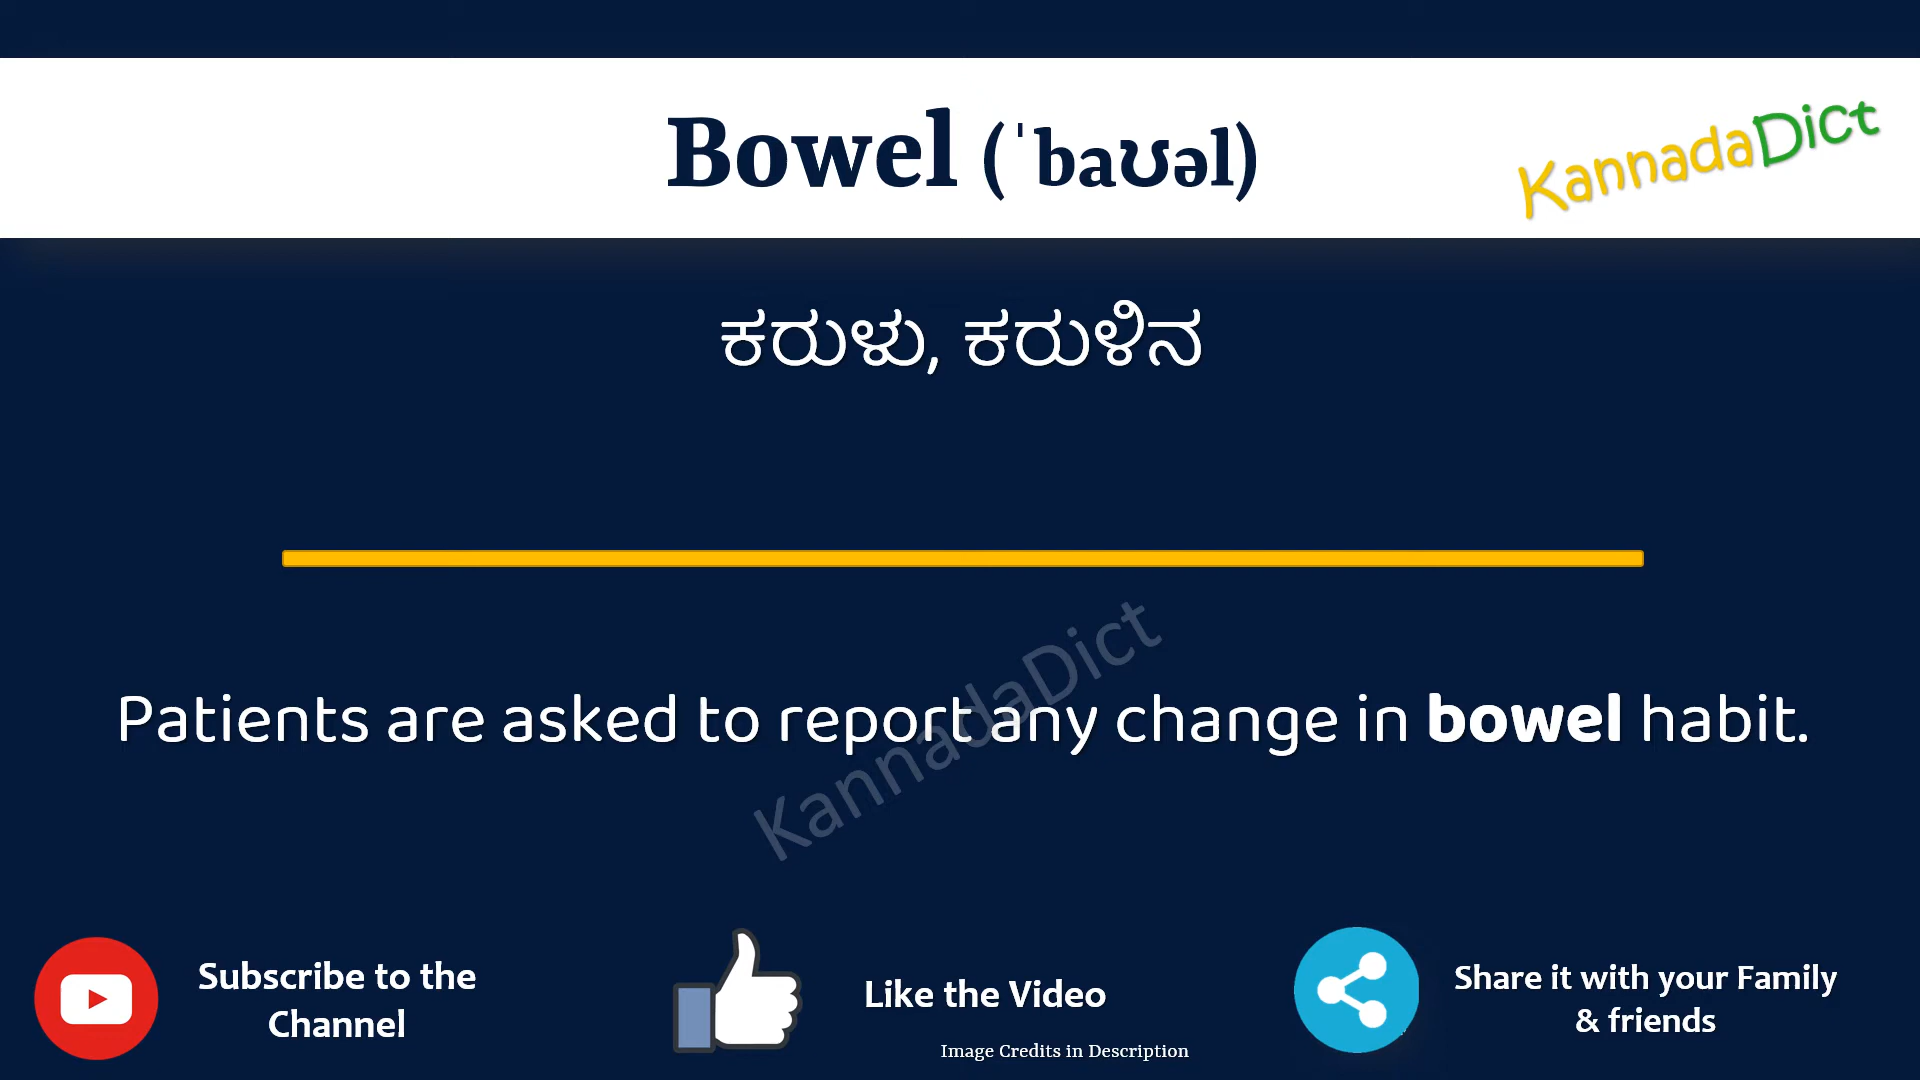 Bowel (ˈbaʊəl)
KannadaDict
ಕರುಳು, ಕರುಳಿನ
KannadaDict
Patients are asked to report any change in bowel habit.
Subscribe to the
Channel
Like the Video
Share it with your Family
& friends
Image Credits in Description